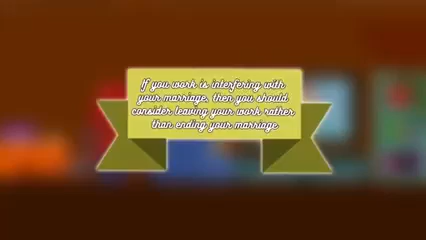 If you work is interfering with
your marriage, then you should
consider leaving your work rather
than ending your marriage